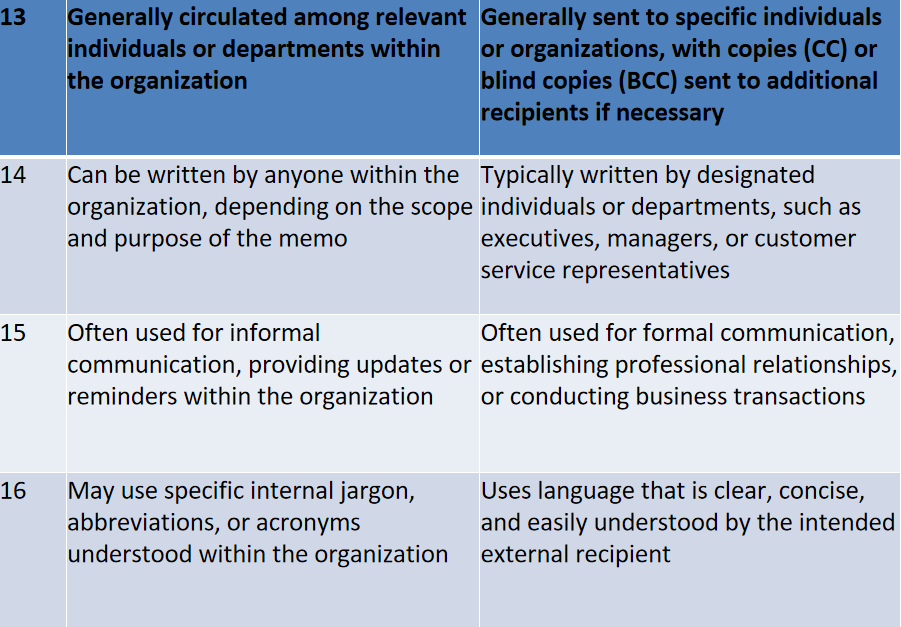 13
Generally circulated among relevant
individuals or departments within
the organization
Generally sent to specific individuals
or organizations, with copies (CC) or
blind copies (BCC) sent to additional
recipients if necessary
14
Can be written by anyone within the
organization, depending on the scope
and purpose of the memo
Typically written by designated
individuals or departments, such as
executives, managers, or customer
service representatives
15
Often used for informal
communication, providing updates or
reminders within the organization
Often used for formal communication,
establishing professional relationships,
or conducting business transactions
16
May use specific internal jargon,
abbreviations, or acronyms
understood within the organization
Uses language that is clear, concise,
and easily understood by the intended
external recipient